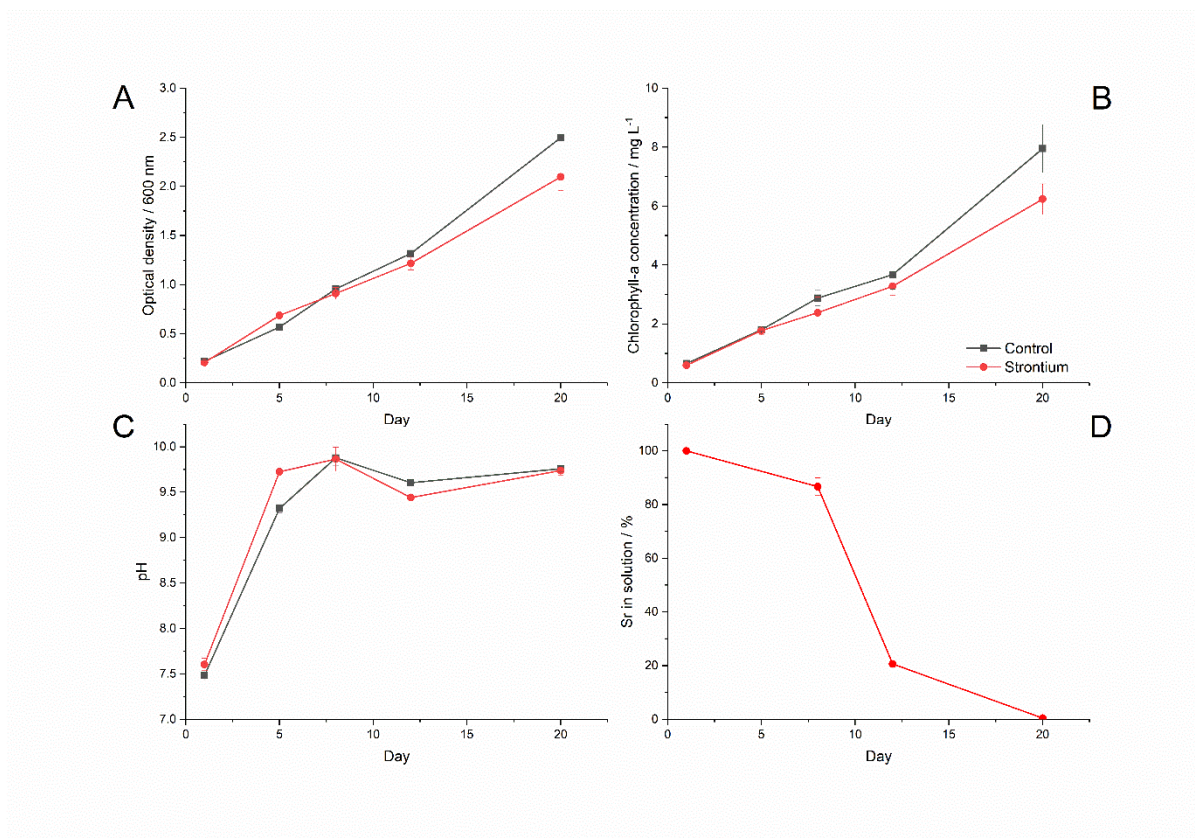 A
3.0
2.5
2.0
1.5
1.0
0.5
0.0
0 5 10 15 20
Optical density / 600 nm
Day
B
10
8
6
4
2
0
0 5 10 15 20
Chlorophyll-a concentration / mg L⁻¹
Day
Control
Strontium
C
10.0
9.5
9.0
8.5
8.0
7.5
7.0
0 5 10 15 20
pH
Day
D
100
80
60
40
20
0
0 5 10 15 20
Sr in solution / %
Day